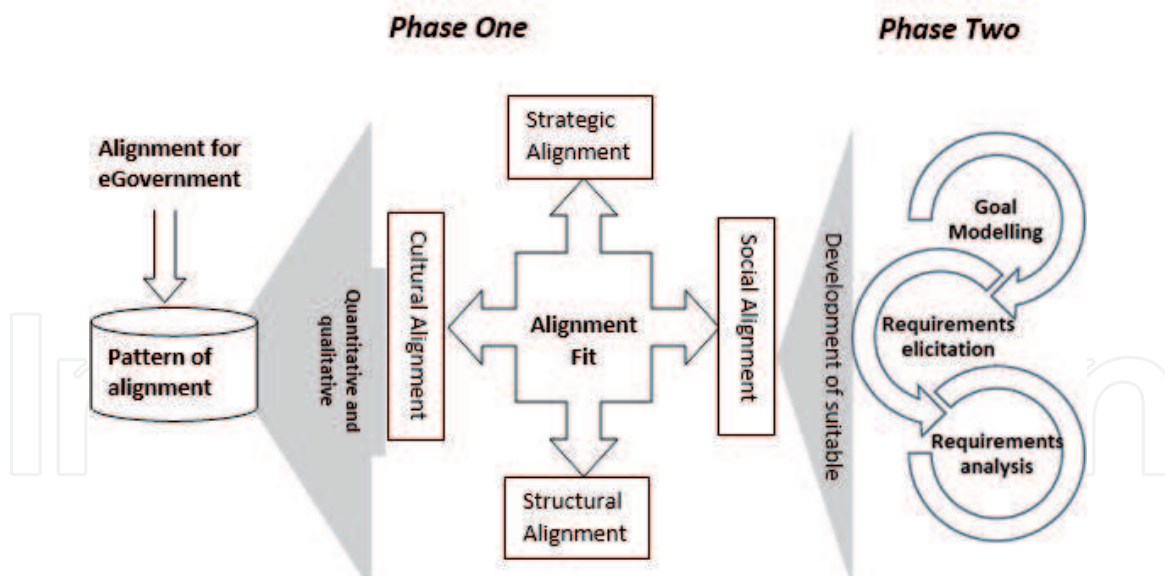 Phase One
Phase Two
Alignment for
eGovernment
Pattern of
alignment
Quantitative and
qualitative
Cultural Alignment
Strategic
Alignment
Alignment
Fit
Structural
Alignment
Social Alignment
Development of suitable
Goal
Modelling
Requirements
elicitation
Requirements
analysis